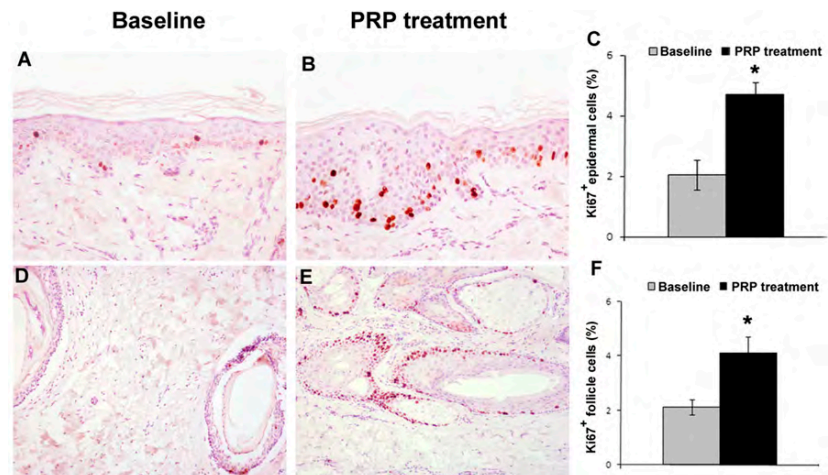 Baseline
PRP treatment
A
B
C
Baseline PRP treatment
Ki67+ epidermal cells (%)
6
4
2
0
*
D
E
F
Baseline PRP treatment
Ki67+ follicle cells (%)
6
4
2
0
*